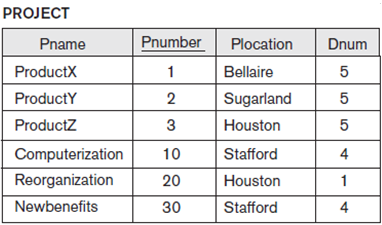 PROJECT
Pname Pnumber Plocation Dnum
ProductX 1 Bellaire 5
ProductY 2 Sugarland 5
ProductZ 3 Houston 5
Computerization 10 Stafford 4
Reorganization 20 Houston 1
Newbenefits 30 Stafford 4